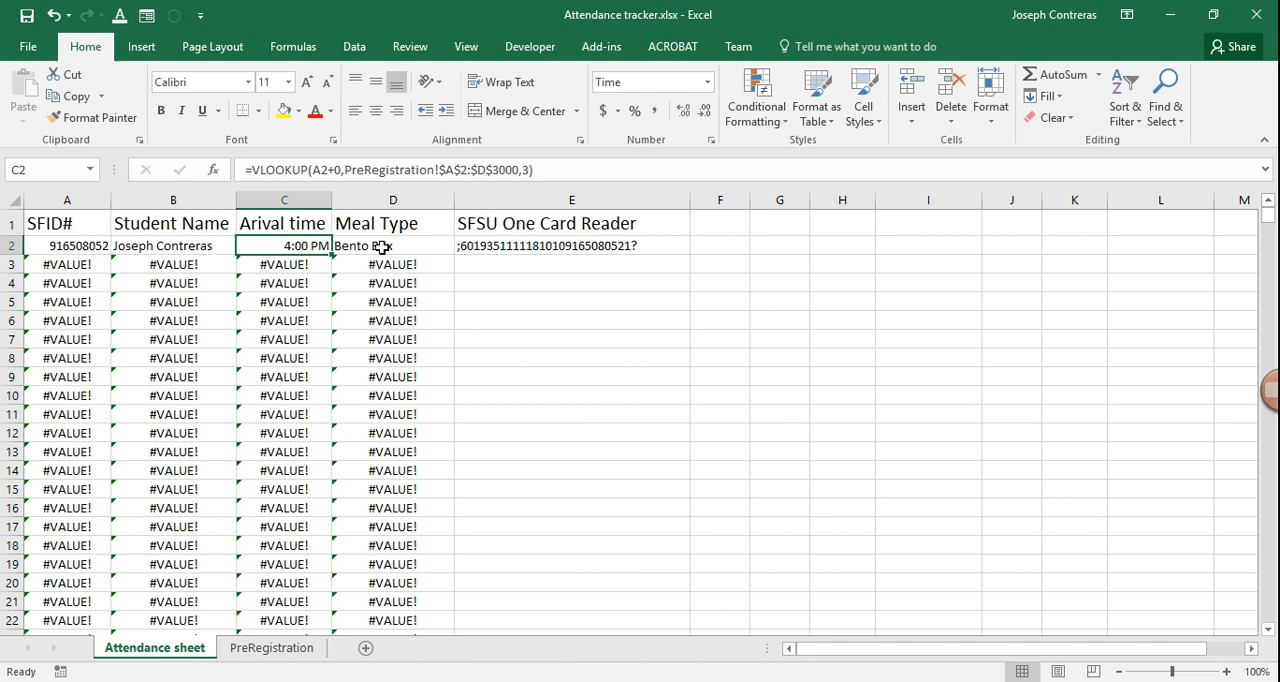 Attendance tracker.xlsx - Excel
Joseph Contreras
File Home Insert Page Layout Formulas Data Review View Developer Add-ins ACROBAT Team Tell me what you want to do Share
Paste
Cut
Copy
Format Painter
Clipboard
Calibri 11
B I U
Font
Wrap Text
Merge & Center
Alignment
Time
$ % ,
Number
Conditional Formatting
Format as Table
Cell Styles
Styles
Insert Delete Format
Cells
AutoSum
Fill
Clear
Sort & Filter
Find & Select
Editing
C2 fx =VLOOKUP(A2+0,PreRegistration!$A$2:$D$3000,3)
A B C D E F G H I J K L M
1 SFID# Student Name Arival time Meal Type SFSU One Card Reader
2 916508052 Joseph Contreras 4:00 PM Bento ;60193511111810109165080521?
3 #VALUE! #VALUE! #VALUE! #VALUE!
4 #VALUE! #VALUE! #VALUE! #VALUE!
5 #VALUE! #VALUE! #VALUE! #VALUE!
6 #VALUE! #VALUE! #VALUE! #VALUE!
7 #VALUE! #VALUE! #VALUE! #VALUE!
8 #VALUE! #VALUE! #VALUE! #VALUE!
9 #VALUE! #VALUE! #VALUE! #VALUE!
10 #VALUE! #VALUE! #VALUE! #VALUE!
11 #VALUE! #VALUE! #VALUE! #VALUE!
12 #VALUE! #VALUE! #VALUE! #VALUE!
13 #VALUE! #VALUE! #VALUE! #VALUE!
14 #VALUE! #VALUE! #VALUE! #VALUE!
15 #VALUE! #VALUE! #VALUE! #VALUE!
16 #VALUE! #VALUE! #VALUE! #VALUE!
17 #VALUE! #VALUE! #VALUE! #VALUE!
18 #VALUE! #VALUE! #VALUE! #VALUE!
19 #VALUE! #VALUE! #VALUE! #VALUE!
20 #VALUE! #VALUE! #VALUE! #VALUE!
21 #VALUE! #VALUE! #VALUE! #VALUE!
22 #VALUE! #VALUE! #VALUE! #VALUE!
Attendance sheet PreRegistration
Ready 100%